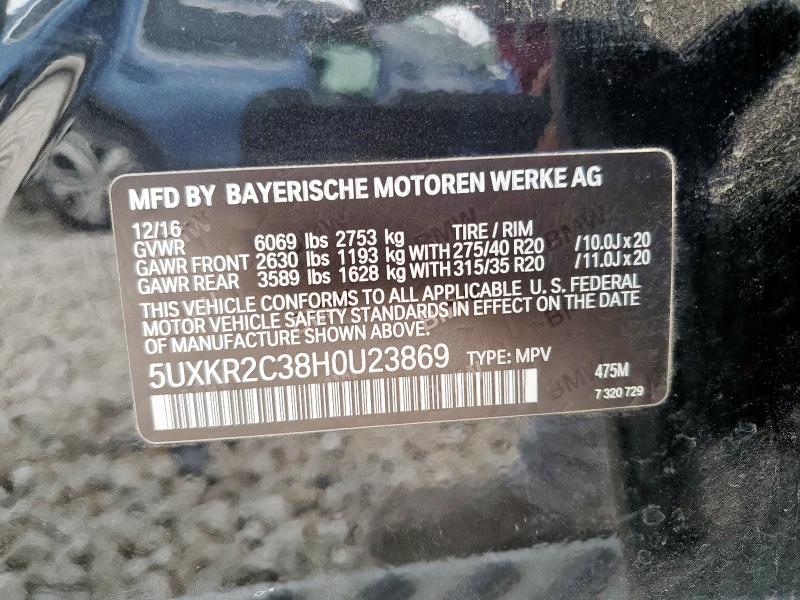 MFD BY BAYERISCHE MOTOREN WERKE AG
12/16 TIRE / RIM
GVWR 6069 lbs 2753 kg
GAWR FRONT 2630 lbs 1193 kg WITH 275/40 R20 /10.0J x 20
GAWR REAR 3589 lbs 1628 kg WITH 315/35 R20 /11.0J x 20
THIS VEHICLE CONFORMS TO ALL APPLICABLE U. S. FEDERAL
MOTOR VEHICLE SAFETY STANDARDS IN EFFECT ON THE DATE
OF MANUFACTURE SHOWN ABOVE.
5UXKR2C38H0U23869 TYPE: MPV 475M
7 320 729